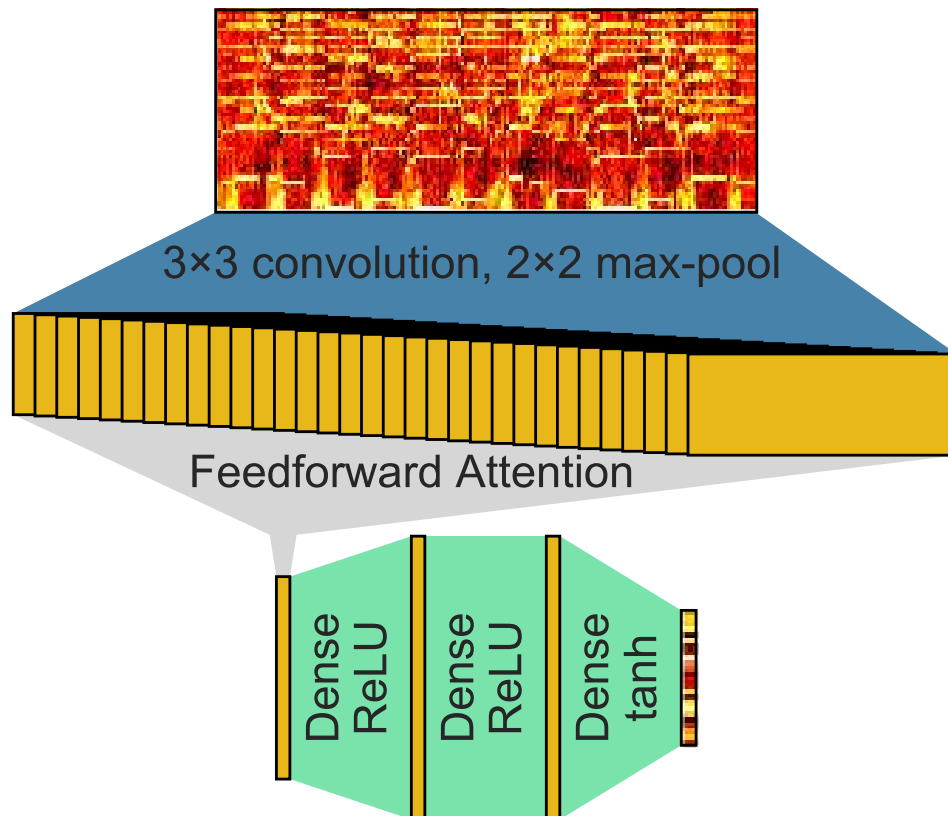 3×3 convolution, 2×2 max-pool
Feedforward Attention
Dense
ReLU
Dense
ReLU
Dense
tanh